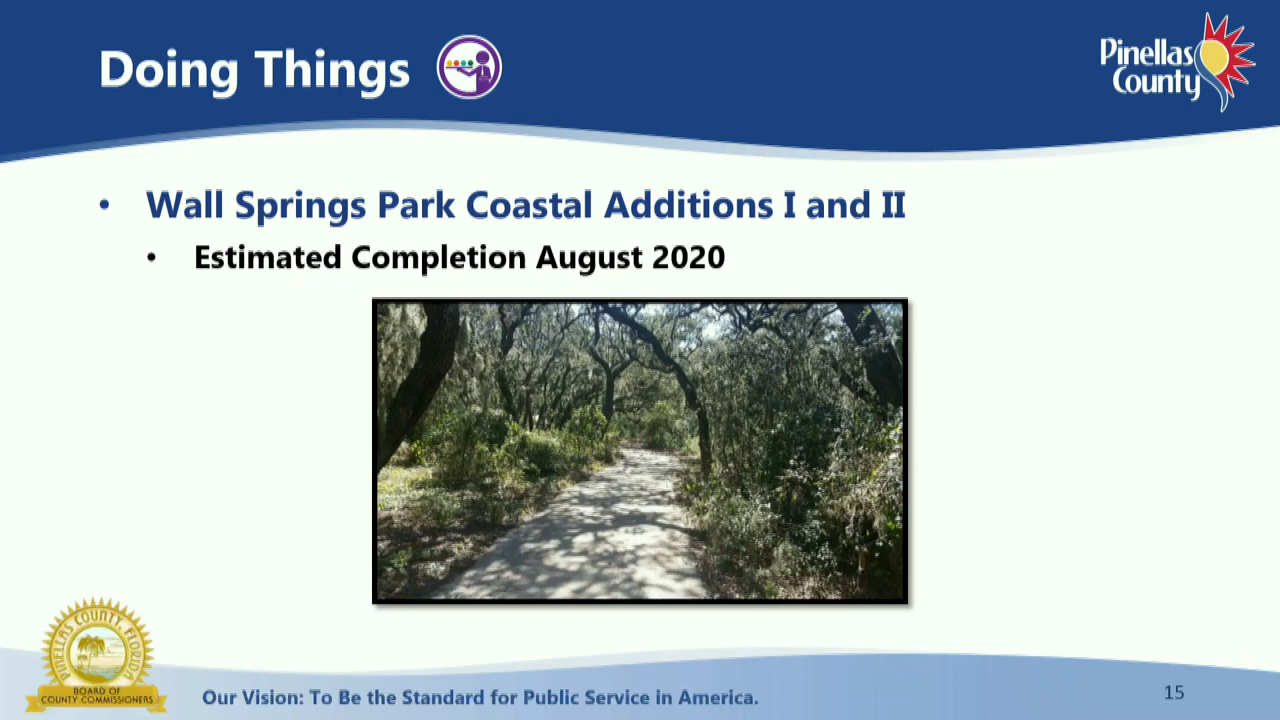 Doing Things
Pinellas
County
• Wall Springs Park Coastal Additions I and II
• Estimated Completion August 2020
PINELLAS COUNTY, FLORIDA
BOARD OF
COUNTY COMMISSIONERS
Our Vision: To Be the Standard for Public Service in America.
15